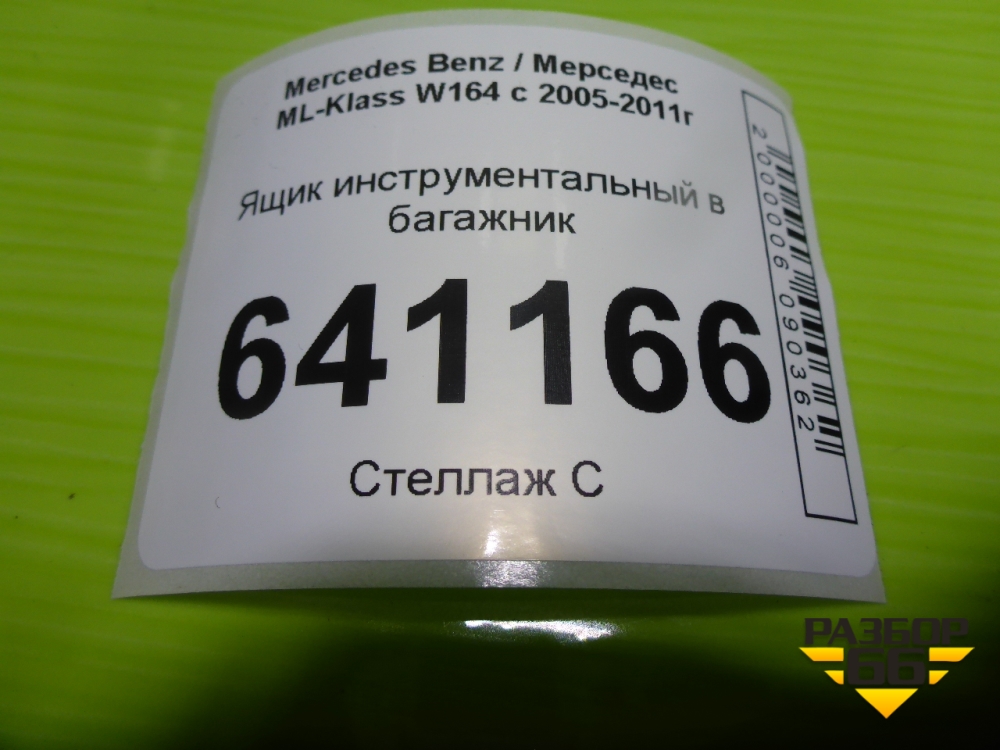 Mercedes Benz / Мерседес
ML-Klass W164 с 2005-2011г
Ящик инструментальный в
багажник
641166
Стеллаж С
2000006090362
РАЗБОР
66